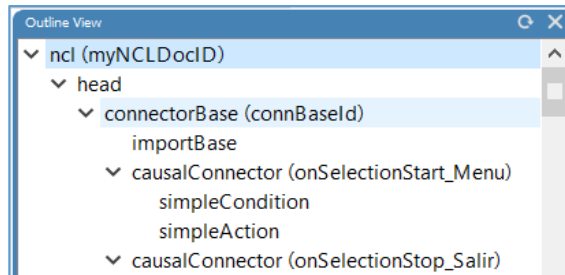 Outline View
ncl (myNCLDocID)
head
connectorBase (connBaseId)
importBase
causalConnector (onSelectionStart_Menu)
simpleCondition
simpleAction
causalConnector (onSelectionStop_Salir)